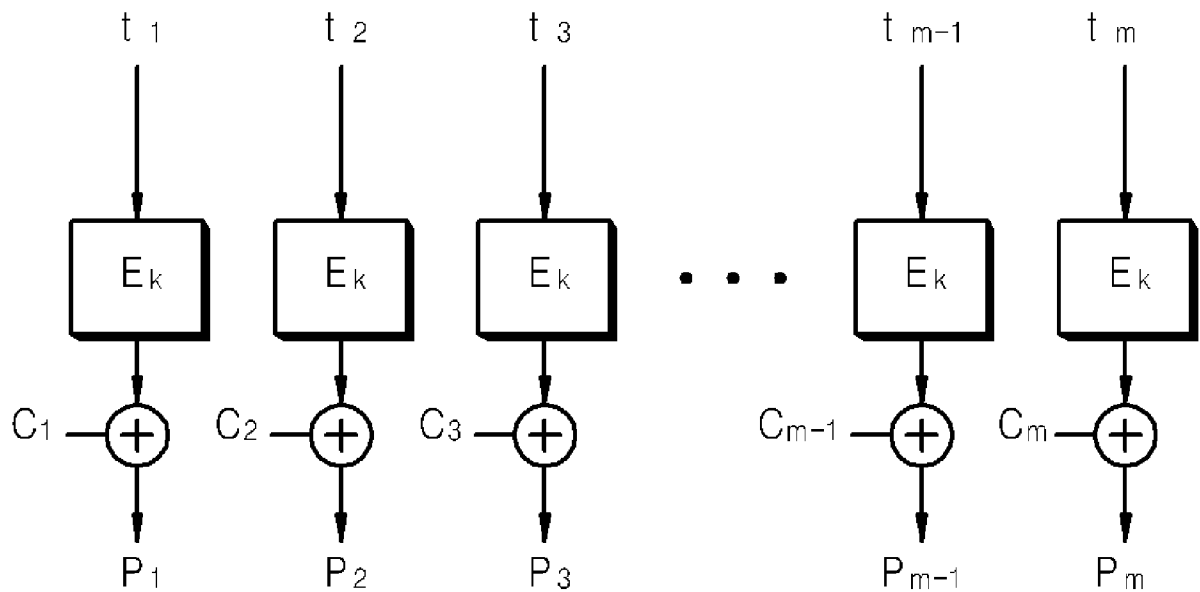 t 1 t 2 t 3 t m-1 t m
Ek Ek Ek • • • Ek Ek
C1 C2 C3 Cm-1 Cm
P1 P2 P3 Pm-1 Pm